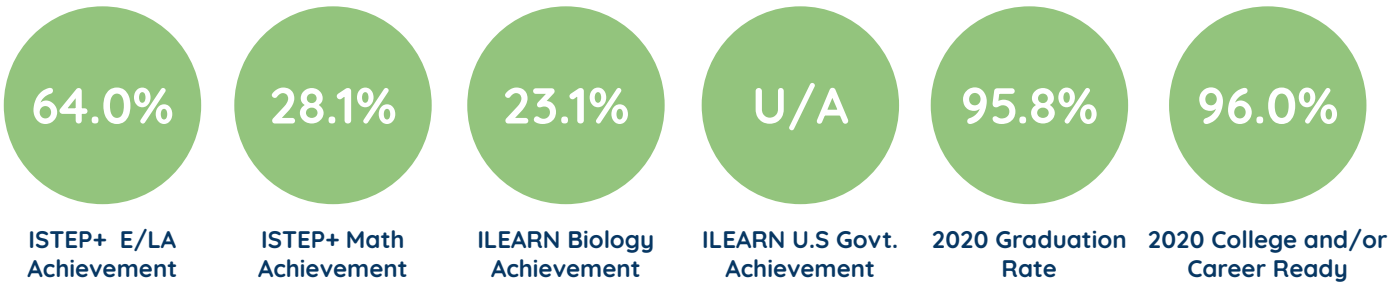 64.0% 28.1% 23.1% U/A 95.8% 96.0%
ISTEP+ E/LA ISTEP+ Math ILEARN Biology ILEARN U.S Govt. 2020 Graduation 2020 College and/or
Achievement Achievement Achievement Achievement Rate Career Ready